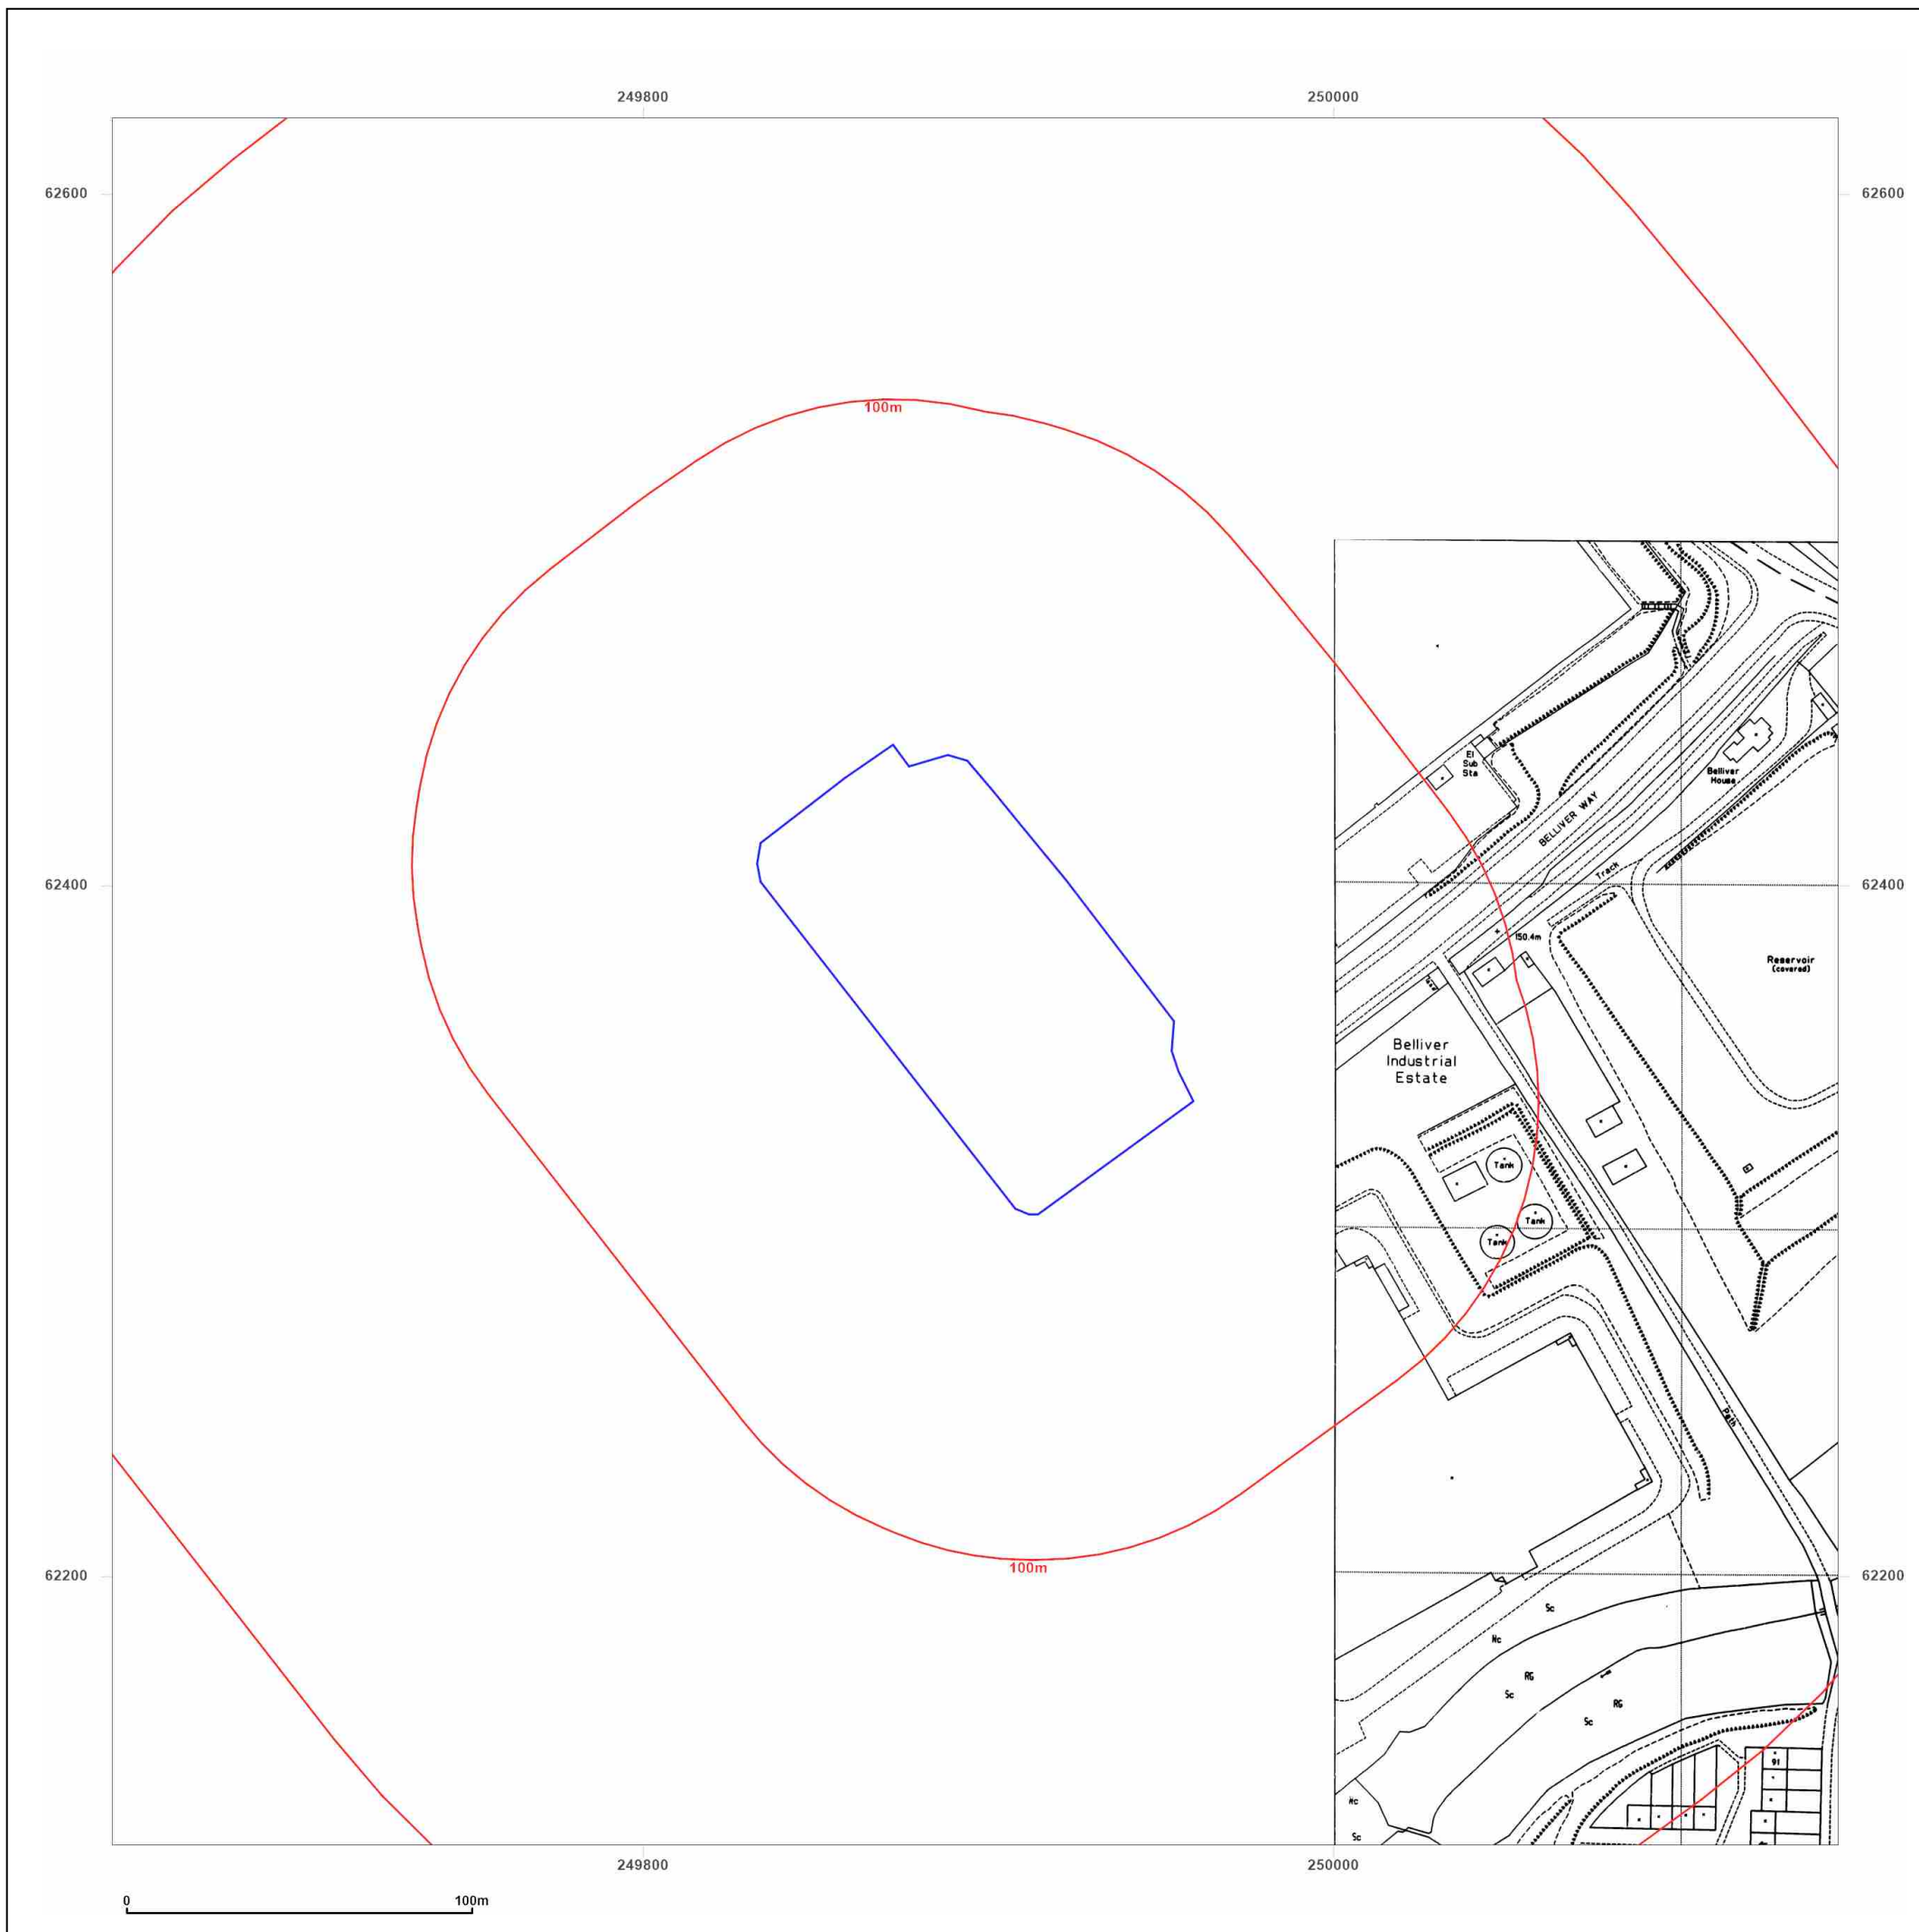 249800
250000
62600
62600
100m
El
Sub
Sta
Belliver
House
BELLIVER WAY
Track
62400
62400
150.4m
Reservoir
(covered)
Belliver
Industrial
Estate
Tank
Tank
Tank
Path
100m
62200
62200
Sc
Nc
RG
Sc
RG
Sc
91
Nc
Sc
249800
250000
0
100m